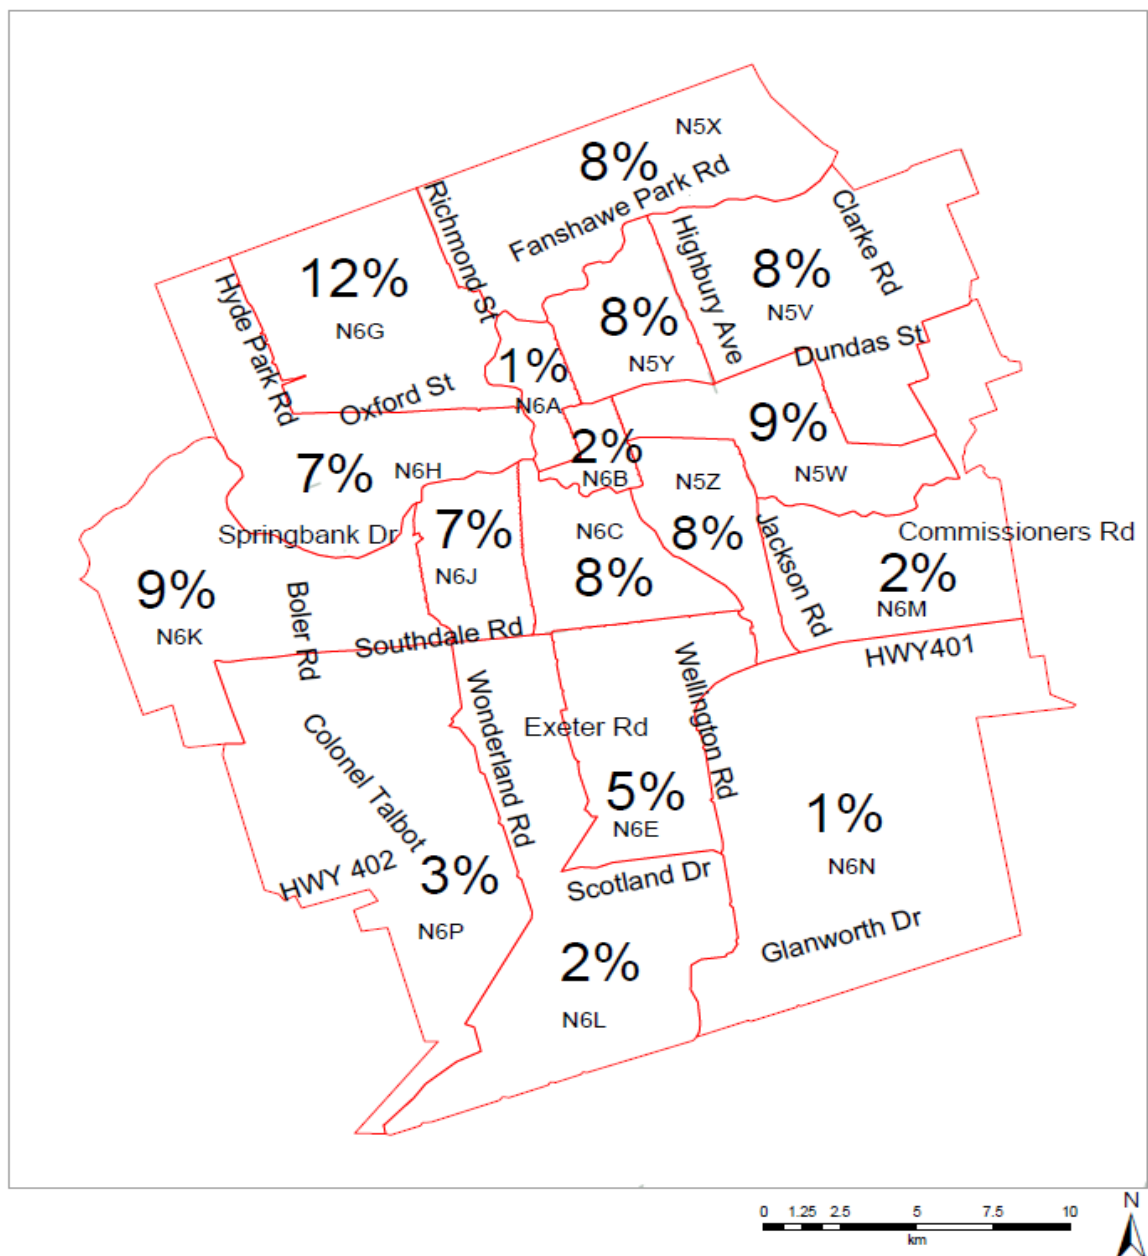 N5X
8%
Fanshawe Park Rd
Richmond St
Clarke Rd
Highbury Ave
8%
N5V
12%
N6G
Hyde Park Rd
8%
N5Y
Dundas St
1%
N6A
Oxford St
9%
N5W
2%
N6B
7%
N6H
N5Z
8%
7%
N6J
N6C
8%
Springbank Dr
Commissioners Rd
Jackson Rd
2%
N6M
9%
N6K
Boler Rd
Southdale Rd
HWY401
Wellington Rd
Wonderland Rd
Exeter Rd
Colonel Talbot
5%
N6E
1%
N6N
HWY 402
3%
N6P
Scotland Dr
Glanworth Dr
2%
N6L
0 1.25 2.5 5 7.5 10
km
N